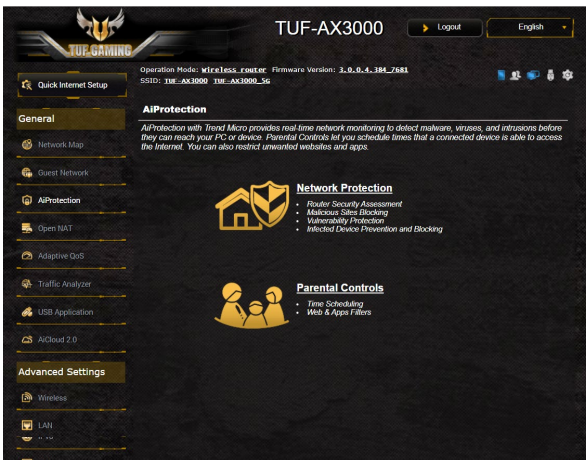 TUF-AX3000
Logout
English
TUF GAMING
Quick Internet Setup
Operation Mode: Wireless router Firmware Version: 3.0.0.4.384_7681
SSID: TUF-AX3000 TUF-AX3000_5G
General
Network Map
Guest Network
AiProtection
Open NAT
Adaptive QoS
Traffic Analyzer
USB Application
AiCloud 2.0
Advanced Settings
Wireless
LAN
AiProtection
AiProtection with Trend Micro provides real-time network monitoring to detect malware, viruses, and intrusions before
they can reach your PC or device. Parental Controls let you schedule times that a connected device is able to access
the Internet. You can also restrict unwanted websites and apps.
Network Protection
• Router Security Assessment
• Malicious Sites Blocking
• Vulnerability Protection
• Infected Device Prevention and Blocking
Parental Controls
• Time Scheduling
• Web & Apps Filters